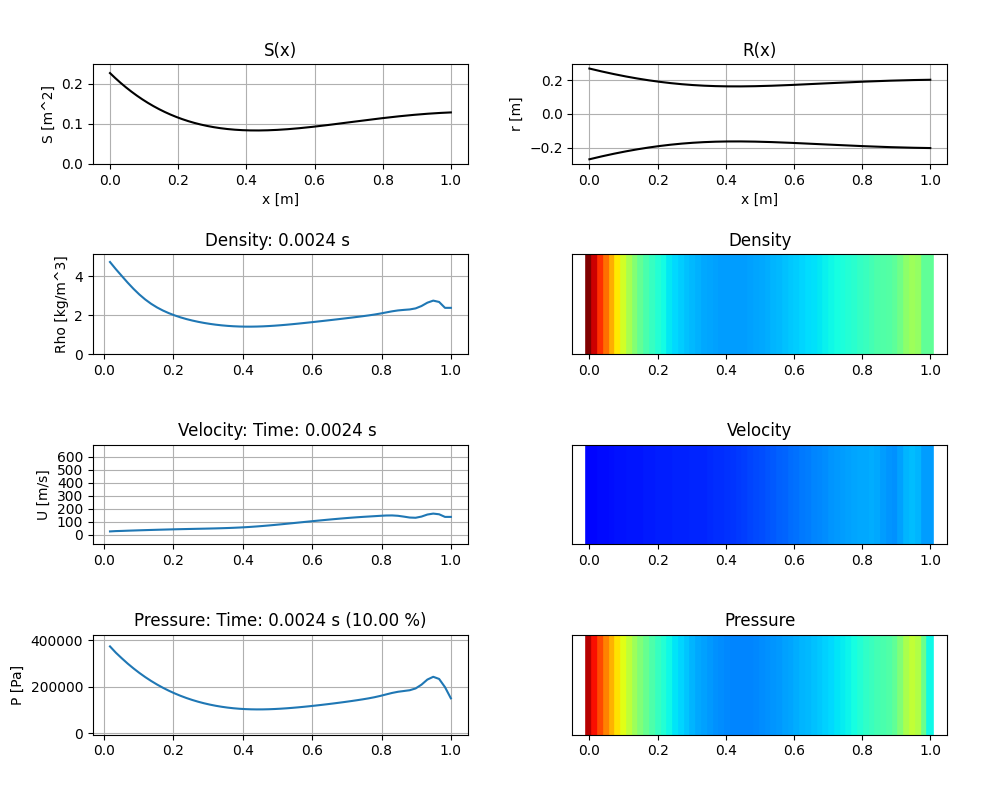 S(x)
S [m^2]
0.2
0.1
0.0
0.0 0.2 0.4 0.6 0.8 1.0
x [m]
R(x)
r [m]
0.2
0.0
−0.2
0.0 0.2 0.4 0.6 0.8 1.0
x [m]
Density: 0.0024 s
Rho [kg/m^3]
4
2
0
0.0 0.2 0.4 0.6 0.8 1.0
Density
0.0 0.2 0.4 0.6 0.8 1.0
Velocity: Time: 0.0024 s
U [m/s]
600
500
400
300
200
100
0
0.0 0.2 0.4 0.6 0.8 1.0
Velocity
0.0 0.2 0.4 0.6 0.8 1.0
Pressure: Time: 0.0024 s (10.00 %)
P [Pa]
400000
200000
0
0.0 0.2 0.4 0.6 0.8 1.0
Pressure
0.0 0.2 0.4 0.6 0.8 1.0